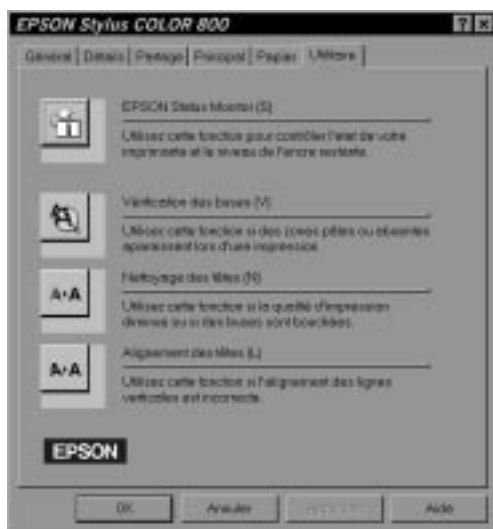 EPSON Stylus COLOR 800
Général Détails Partage Principal Papier Utilitaire
EPSON Status Monitor (S)
Utilisez cette fonction pour contrôler l'état de votre
imprimante et le niveau de l'encre restante.
Vérification des buses (V)
Utilisez cette fonction si des zones pâles ou absentes
apparaissent lors d'une impression.
Nettoyage des têtes (N)
A·A
Utilisez cette fonction si la qualité d'impression
diminue ou si des buses sont bouchées.
Alignement des têtes (L)
A·A
Utilisez cette fonction si l'alignement des lignes
verticales est incorrecte.
EPSON
OK Annuler Aide